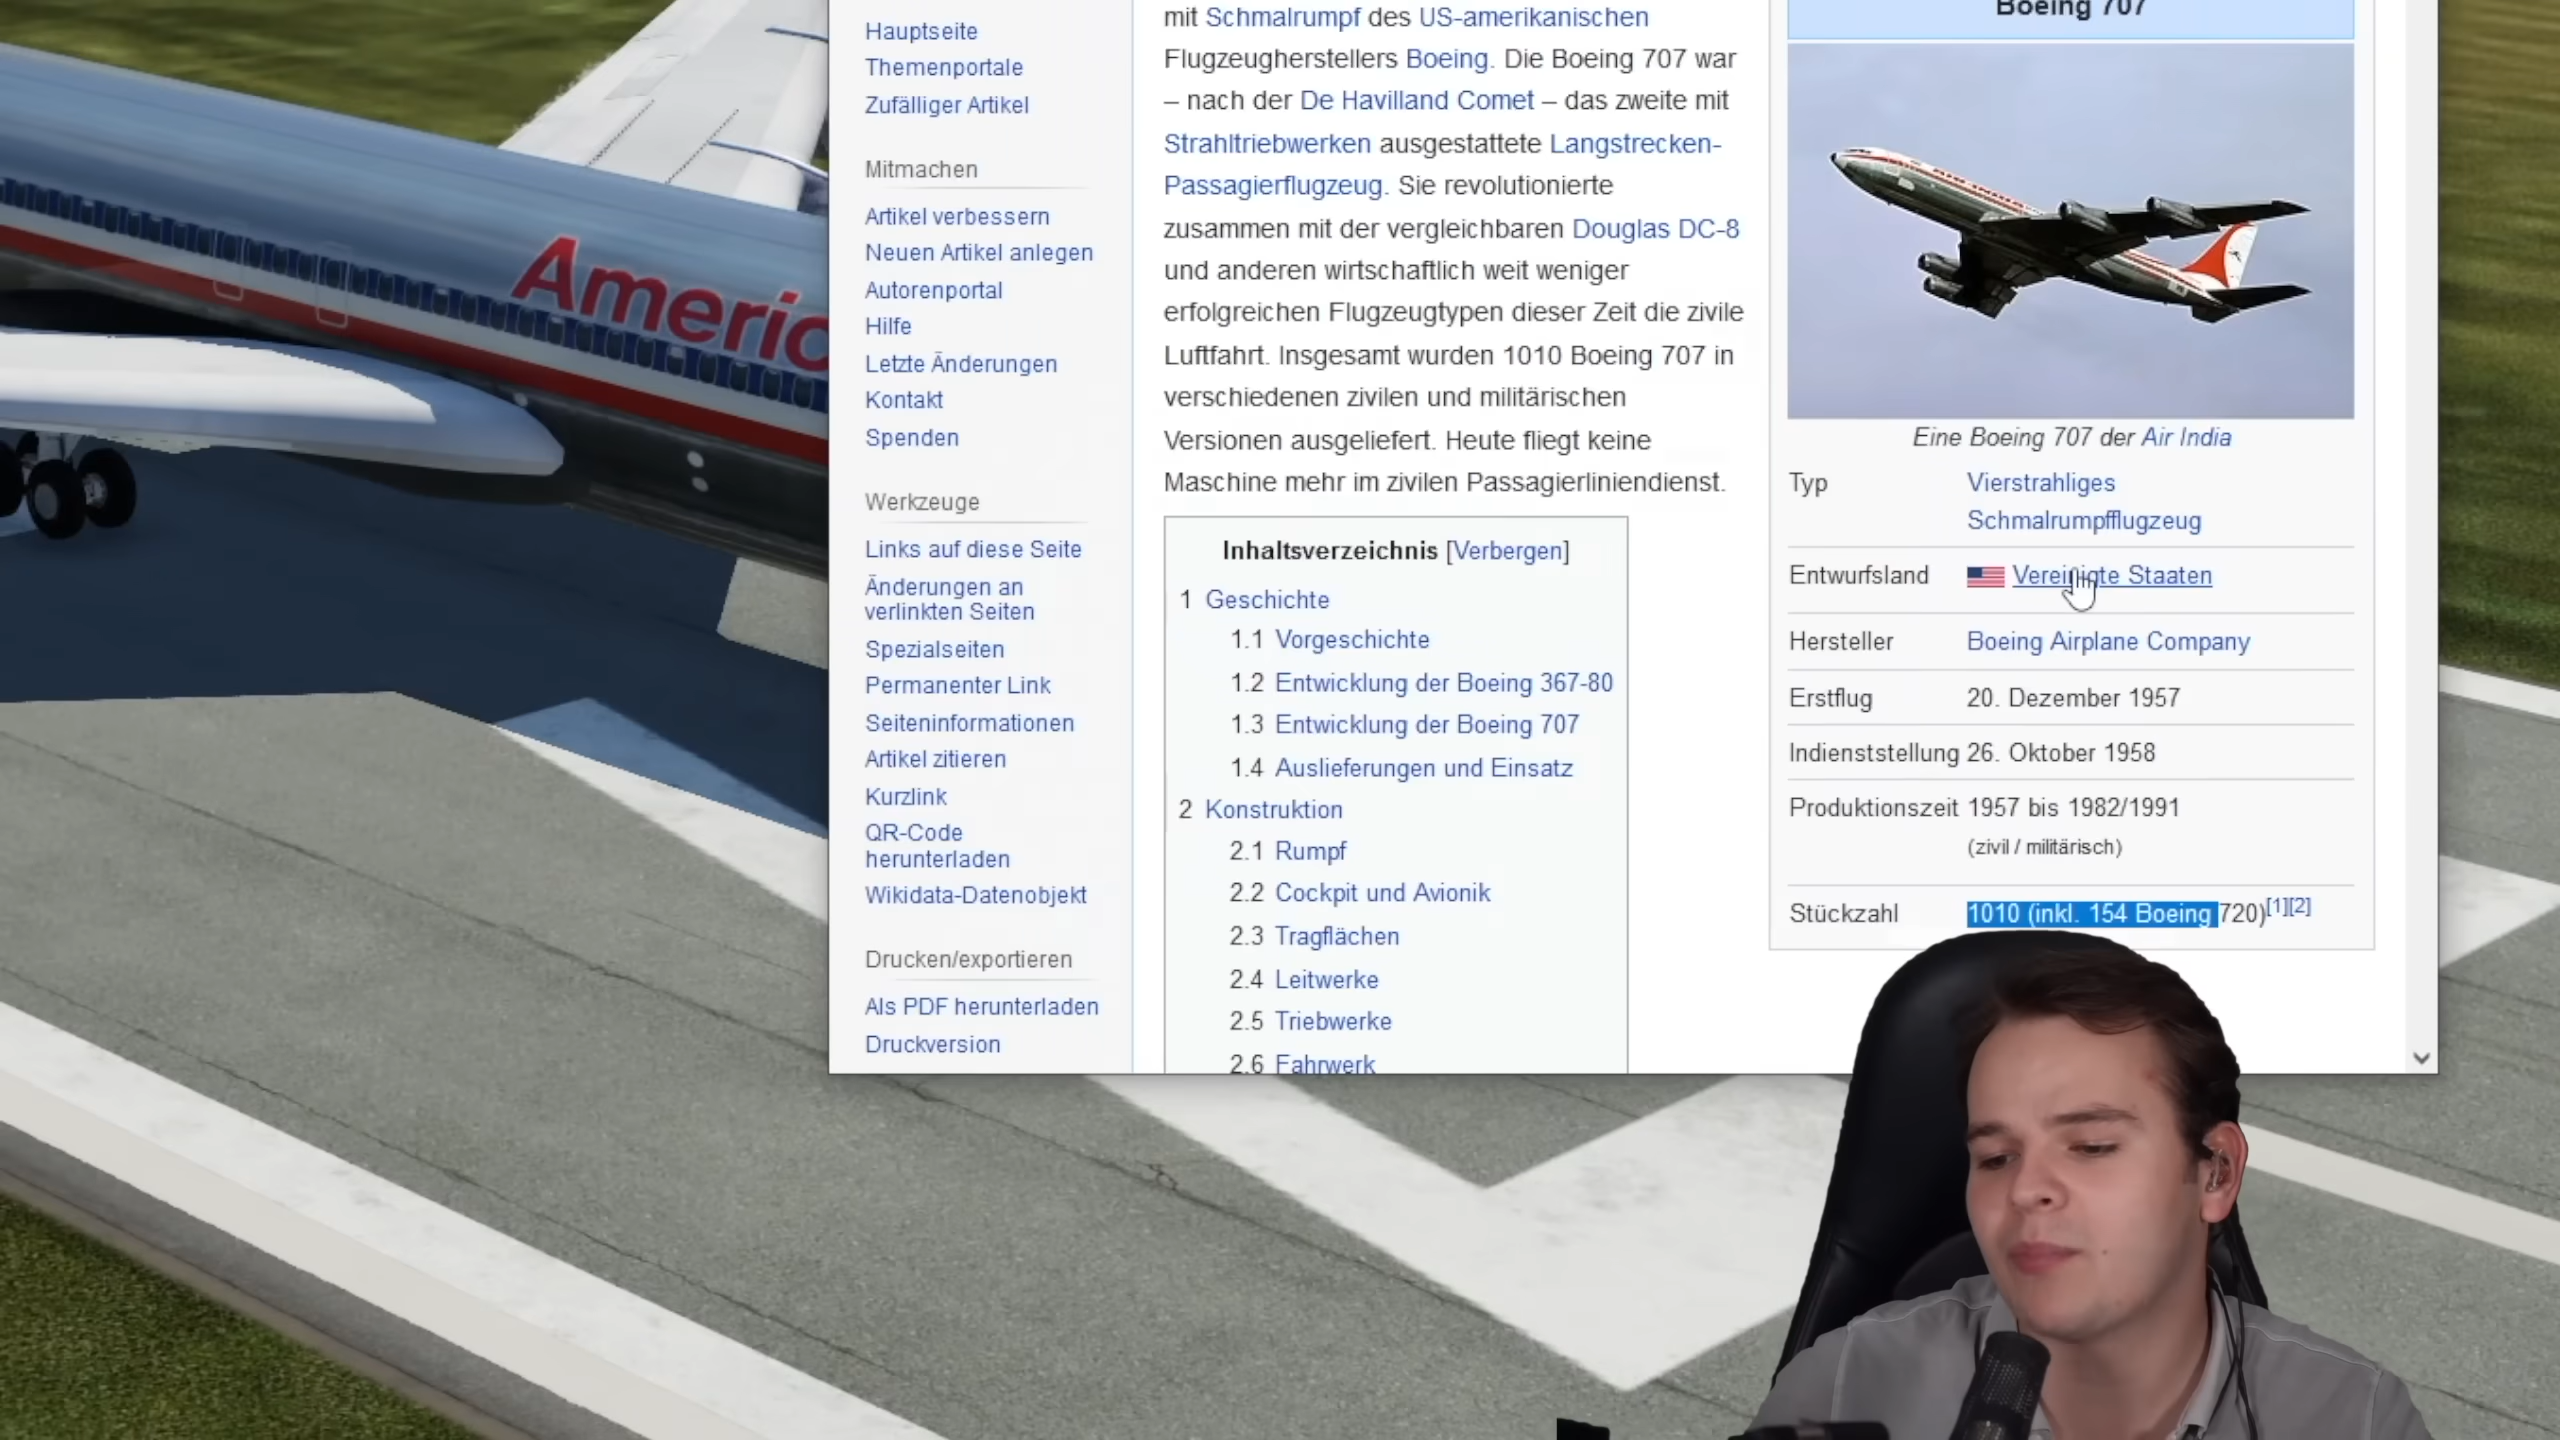 Americ
Hauptseite
Themenportale
Zufälliger Artikel
Mitmachen
Artikel verbessern
Neuen Artikel anlegen
Autorenportal
Hilfe
Letzte Änderungen
Kontakt
Spenden
Werkzeuge
Links auf diese Seite
Änderungen an
verlinkten Seiten
Spezialseiten
Permanenter Link
Seiteninformationen
Artikel zitieren
Kurzlink
QR-Code
herunterladen
Wikidata-Datenobjekt
Drucken/exportieren
Als PDF herunterladen
Druckversion
mit Schmalrumpf des US-amerikanischen
Flugzeugherstellers Boeing. Die Boeing 707 war
– nach der De Havilland Comet – das zweite mit
Strahltriebwerken ausgestattete Langstrecken-
Passagierflugzeug. Sie revolutionierte
zusammen mit der vergleichbaren Douglas DC-8
und anderen wirtschaftlich weit weniger
erfolgreichen Flugzeugtypen dieser Zeit die zivile
Luftfahrt. Insgesamt wurden 1010 Boeing 707 in
verschiedenen zivilen und militärischen
Versionen ausgeliefert. Heute fliegt keine
Maschine mehr im zivilen Passagierliniendienst.
Inhaltsverzeichnis [Verbergen]
1 Geschichte
1.1 Vorgeschichte
1.2 Entwicklung der Boeing 367-80
1.3 Entwicklung der Boeing 707
1.4 Auslieferungen und Einsatz
2 Konstruktion
2.1 Rumpf
2.2 Cockpit und Avionik
2.3 Tragflächen
2.4 Leitwerke
2.5 Triebwerke
2.6 Fahrwerk
Boeing 707
AIR INDIA
Eine Boeing 707 der Air India
Typ Vierstrahliges
Schmalrumpfflugzeug
Entwurfsland Vereinigte Staaten
Hersteller Boeing Airplane Company
Erstflug 20. Dezember 1957
Indienststellung 26. Oktober 1958
Produktionszeit 1957 bis 1982/1991
(zivil / militärisch)
Stückzahl 1010 (inkl. 154 Boeing 720)[1][2]